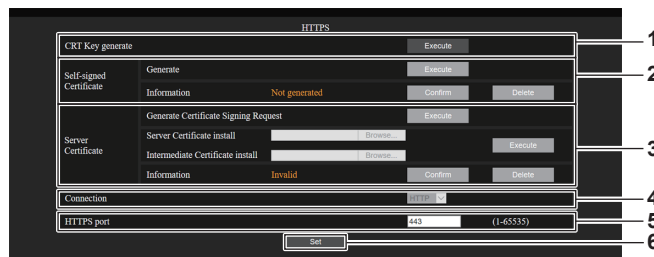 HTTPS
CRT Key generate Execute 1
Self-signed Certificate
Generate Execute 2
Information Not generated Confirm Delete
Server Certificate
Generate Certificate Signing Request Execute
Server Certificate install Browse...
Execute 3
Intermediate Certificate install Browse...
Information Invalid Confirm Delete
Connection HTTP 4
HTTPS port 443 (1-65535) 5
Set 6